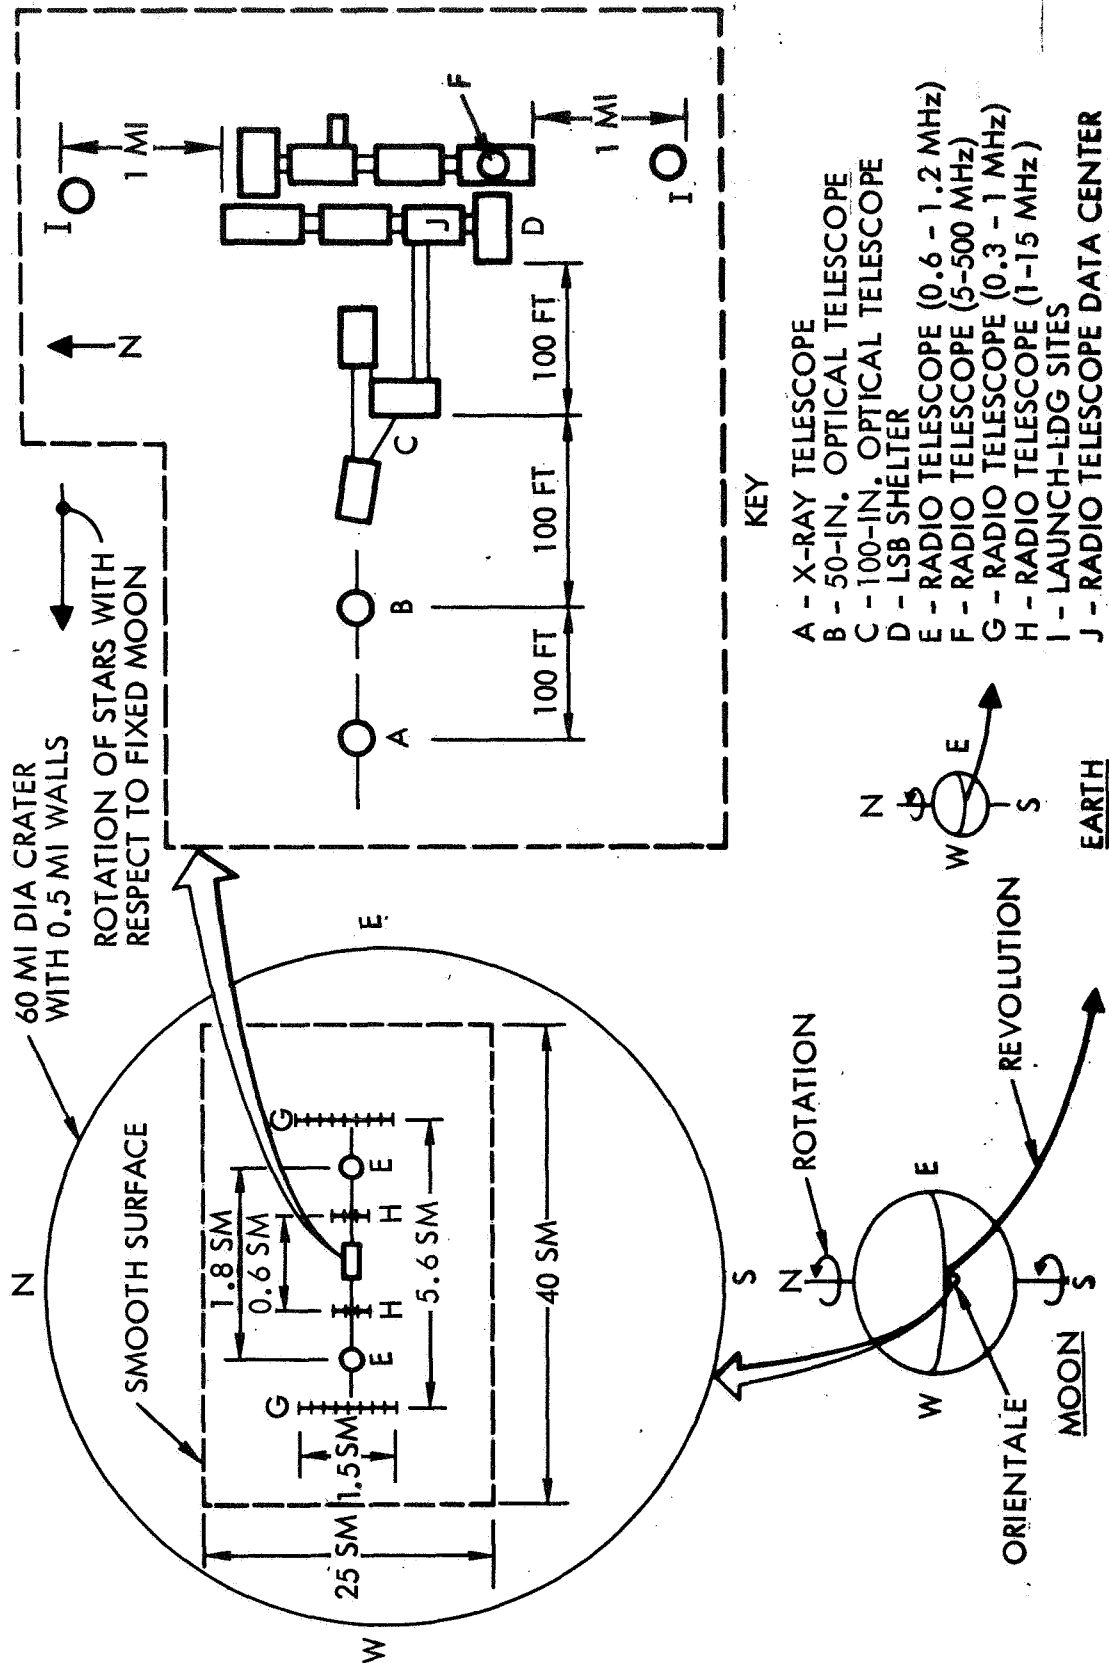 N
60 MI DIA CRATER
WITH 0.5 MI WALLS
SMOOTH SURFACE
1.8 SM
0.6 SM
G
G
E
H
H
E
5.6 SM
1.5 SM
25 SM
40 SM
W
E
S
ROTATION OF STARS WITH
RESPECT TO FIXED MOON
N
I
1 MI
F
J
D
C
B
A
100 FT
100 FT
100 FT
1 MI
I
KEY
A - X-RAY TELESCOPE
B - 50-IN. OPTICAL TELESCOPE
C - 100-IN. OPTICAL TELESCOPE
D - LSB SHELTER
E - RADIO TELESCOPE (0.6 - 1.2 MHz)
F - RADIO TELESCOPE (5-500 MHz)
G - RADIO TELESCOPE (0.3 - 1 MHz)
H - RADIO TELESCOPE (1-15 MHz)
I - LAUNCH-LDG SITES
J - RADIO TELESCOPE DATA CENTER
N
ROTATION
W
E
S
ORIENTALE
MOON
REVOLUTION
N
W
E
S
EARTH